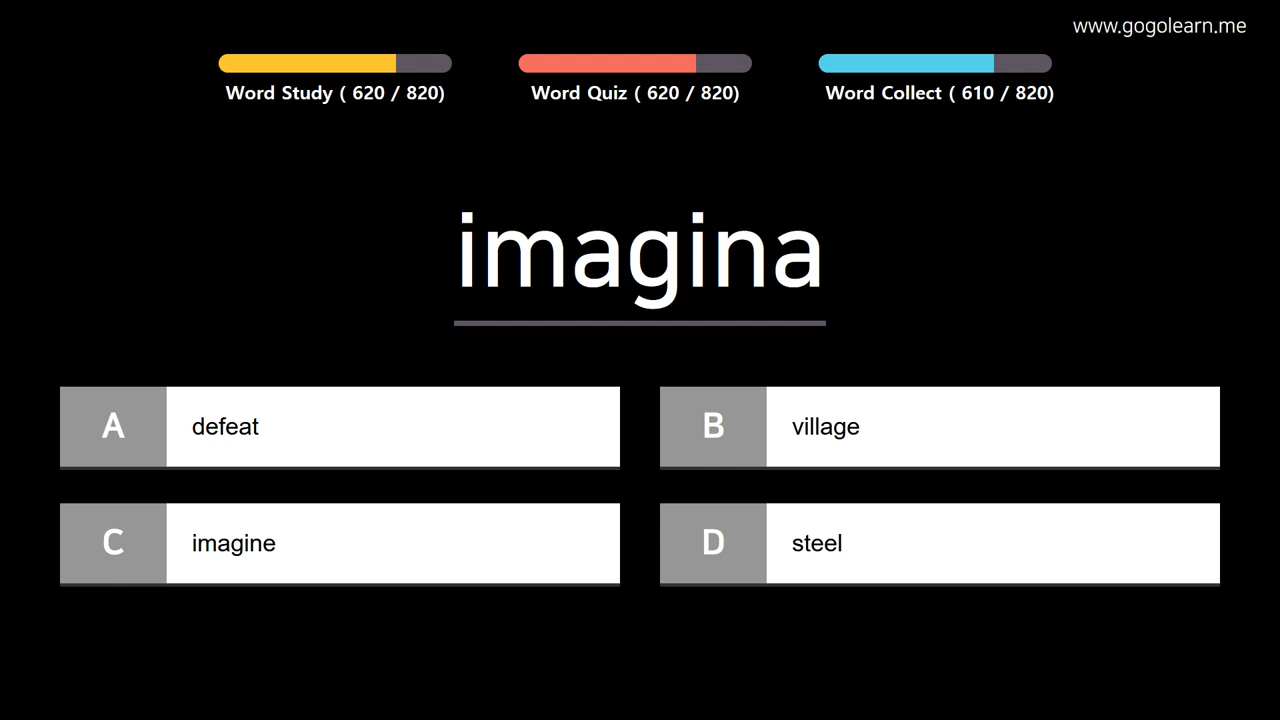 www.gogolearn.me
Word Study ( 620 / 820)
Word Quiz ( 620 / 820)
Word Collect ( 610 / 820)
imagina
A defeat
B village
C imagine
D steel